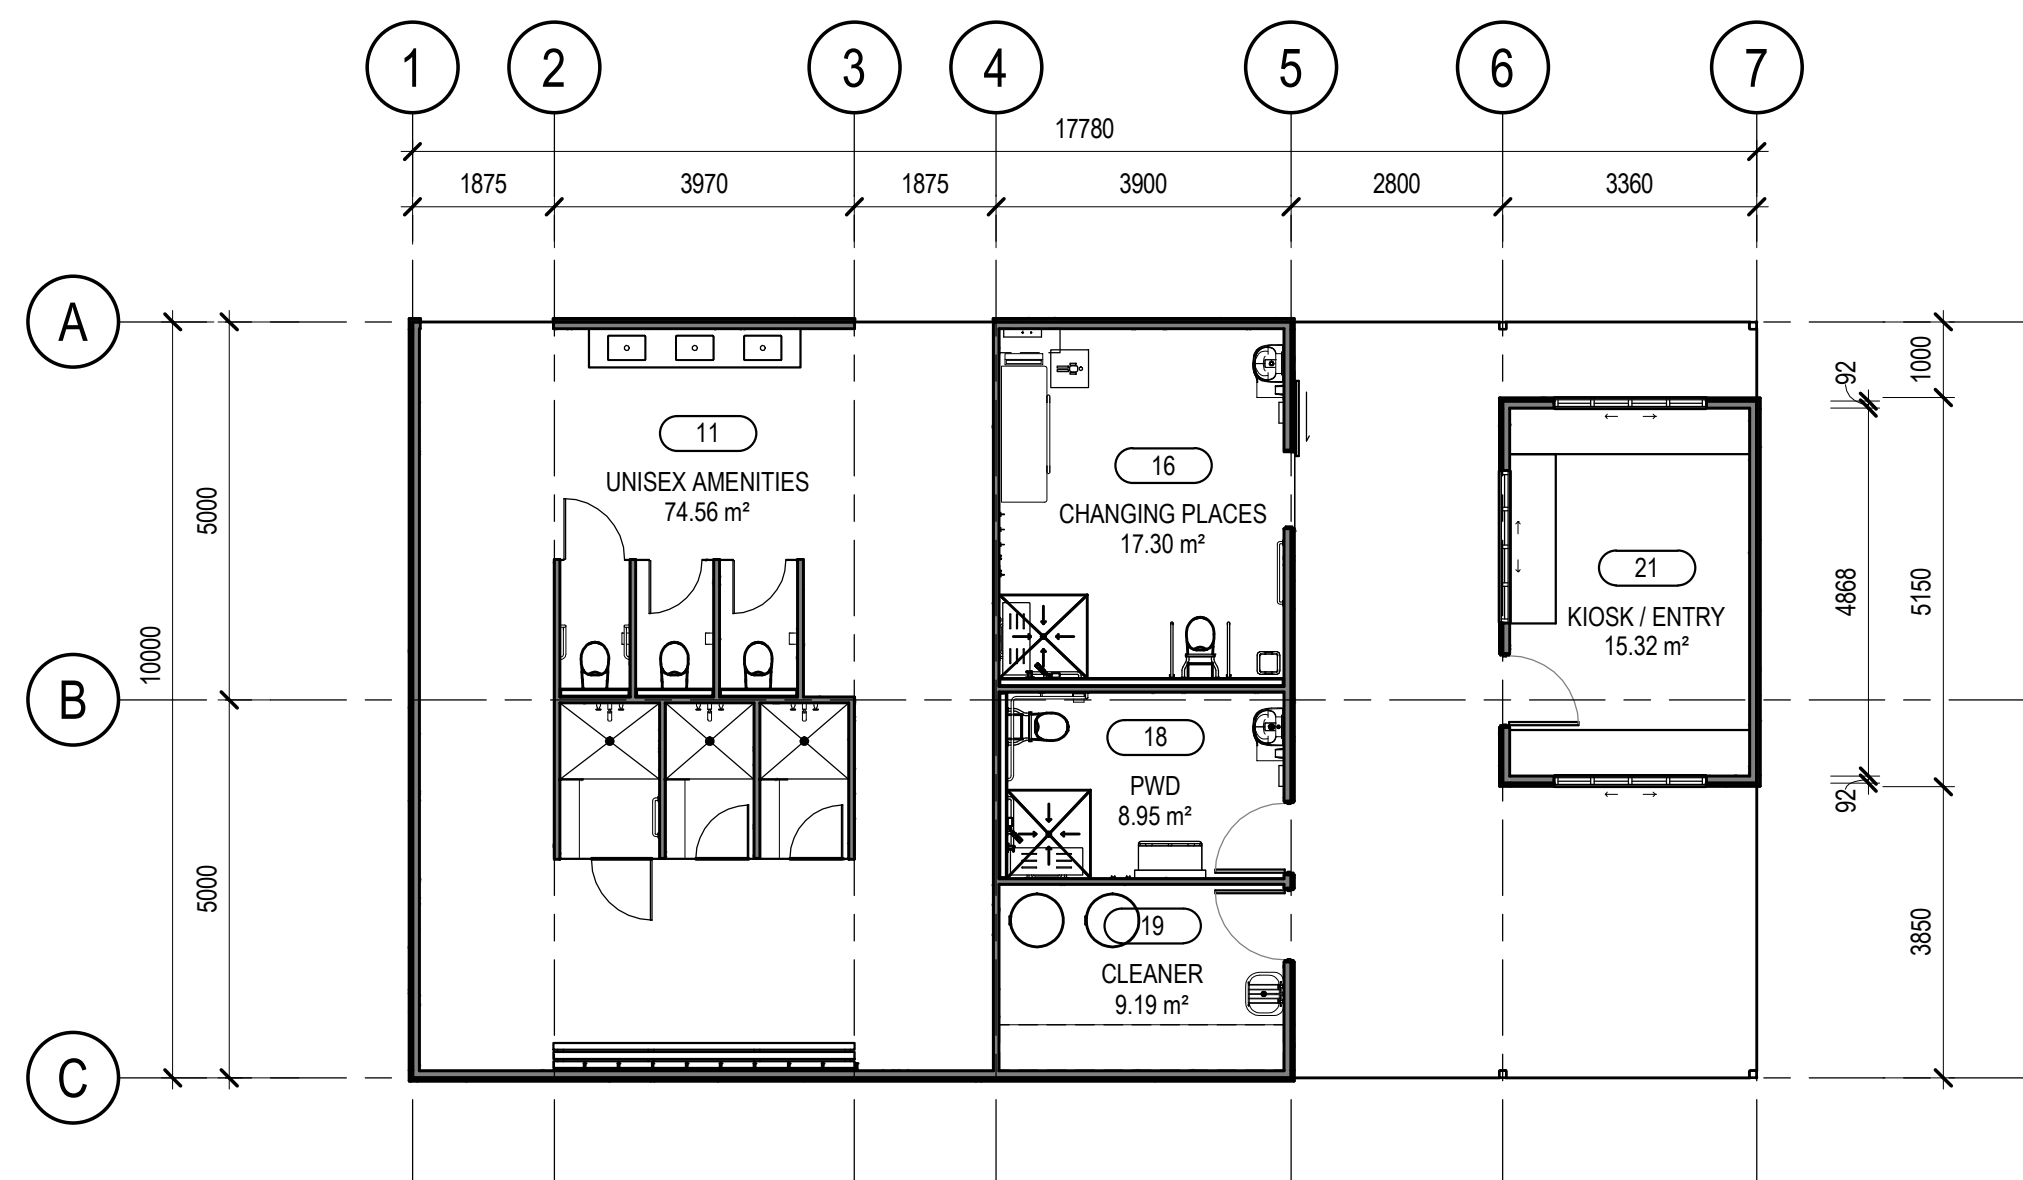 1 2 3 4 5 6 7
17780
1875 3970 1875 3900 2800 3360
A
B
C
10000
5000
5000
92
1000
4868
5150
92
3850
11
UNISEX AMENITIES
74.56 m²
16
CHANGING PLACES
17.30 m²
21
KIOSK / ENTRY
15.32 m²
18
PWD
8.95 m²
19
CLEANER
9.19 m²